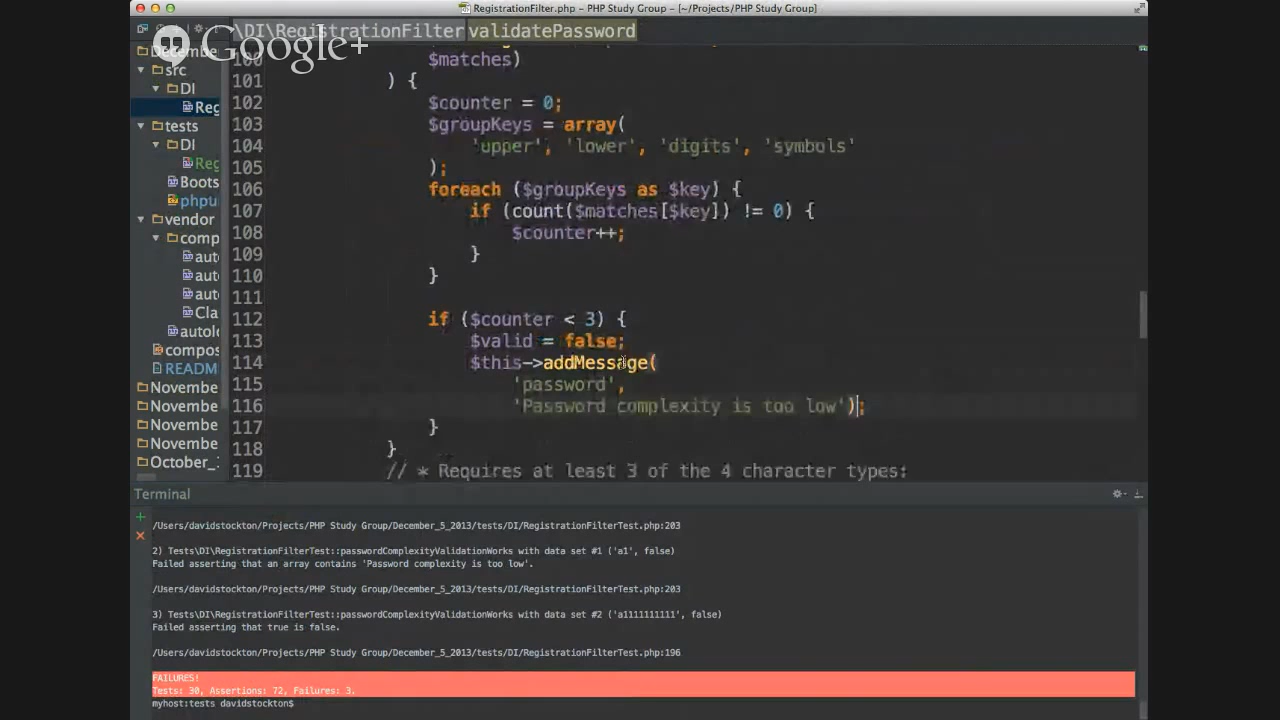 RegistrationFilter.php - PHP Study Group - [~/Projects/PHP Study Group]
\DI\RegistrationFilter validatePassword
Google+
Decembe
src
DI
Reg
tests
DI
Reg
Boots
phpu
vendor
comp
auto
auto
auto
Cla
autol
compos
README
November
November
November
November
October_
100 $matches)
101 ) {
102 $counter = 0;
103 $groupKeys = array(
104 'upper', 'lower', 'digits', 'symbols'
105 );
106 foreach ($groupKeys as $key) {
107 if (count($matches[$key]) != 0) {
108 $counter++;
109 }
110 }
111
112 if ($counter < 3) {
113 $valid = false;
114 $this->addMessage(
115 'password',
116 'Password complexity is too low');
117 }
118 }
119 // * Requires at least 3 of the 4 character types:
Terminal
/Users/davidstockton/Projects/PHP Study Group/December_5_2013/tests/DI/RegistrationFilterTest.php:203
2) Tests\DI\RegistrationFilterTest::passwordComplexityValidationWorks with data set #1 ('a1', false)
Failed asserting that an array contains 'Password complexity is too low'.
/Users/davidstockton/Projects/PHP Study Group/December_5_2013/tests/DI/RegistrationFilterTest.php:203
3) Tests\DI\RegistrationFilterTest::passwordComplexityValidationWorks with data set #2 ('a1111111111', false)
Failed asserting that true is false.
/Users/davidstockton/Projects/PHP Study Group/December_5_2013/tests/DI/RegistrationFilterTest.php:196
FAILURES!
Tests: 30, Assertions: 72, Failures: 3.
myhost:tests davidstockton$